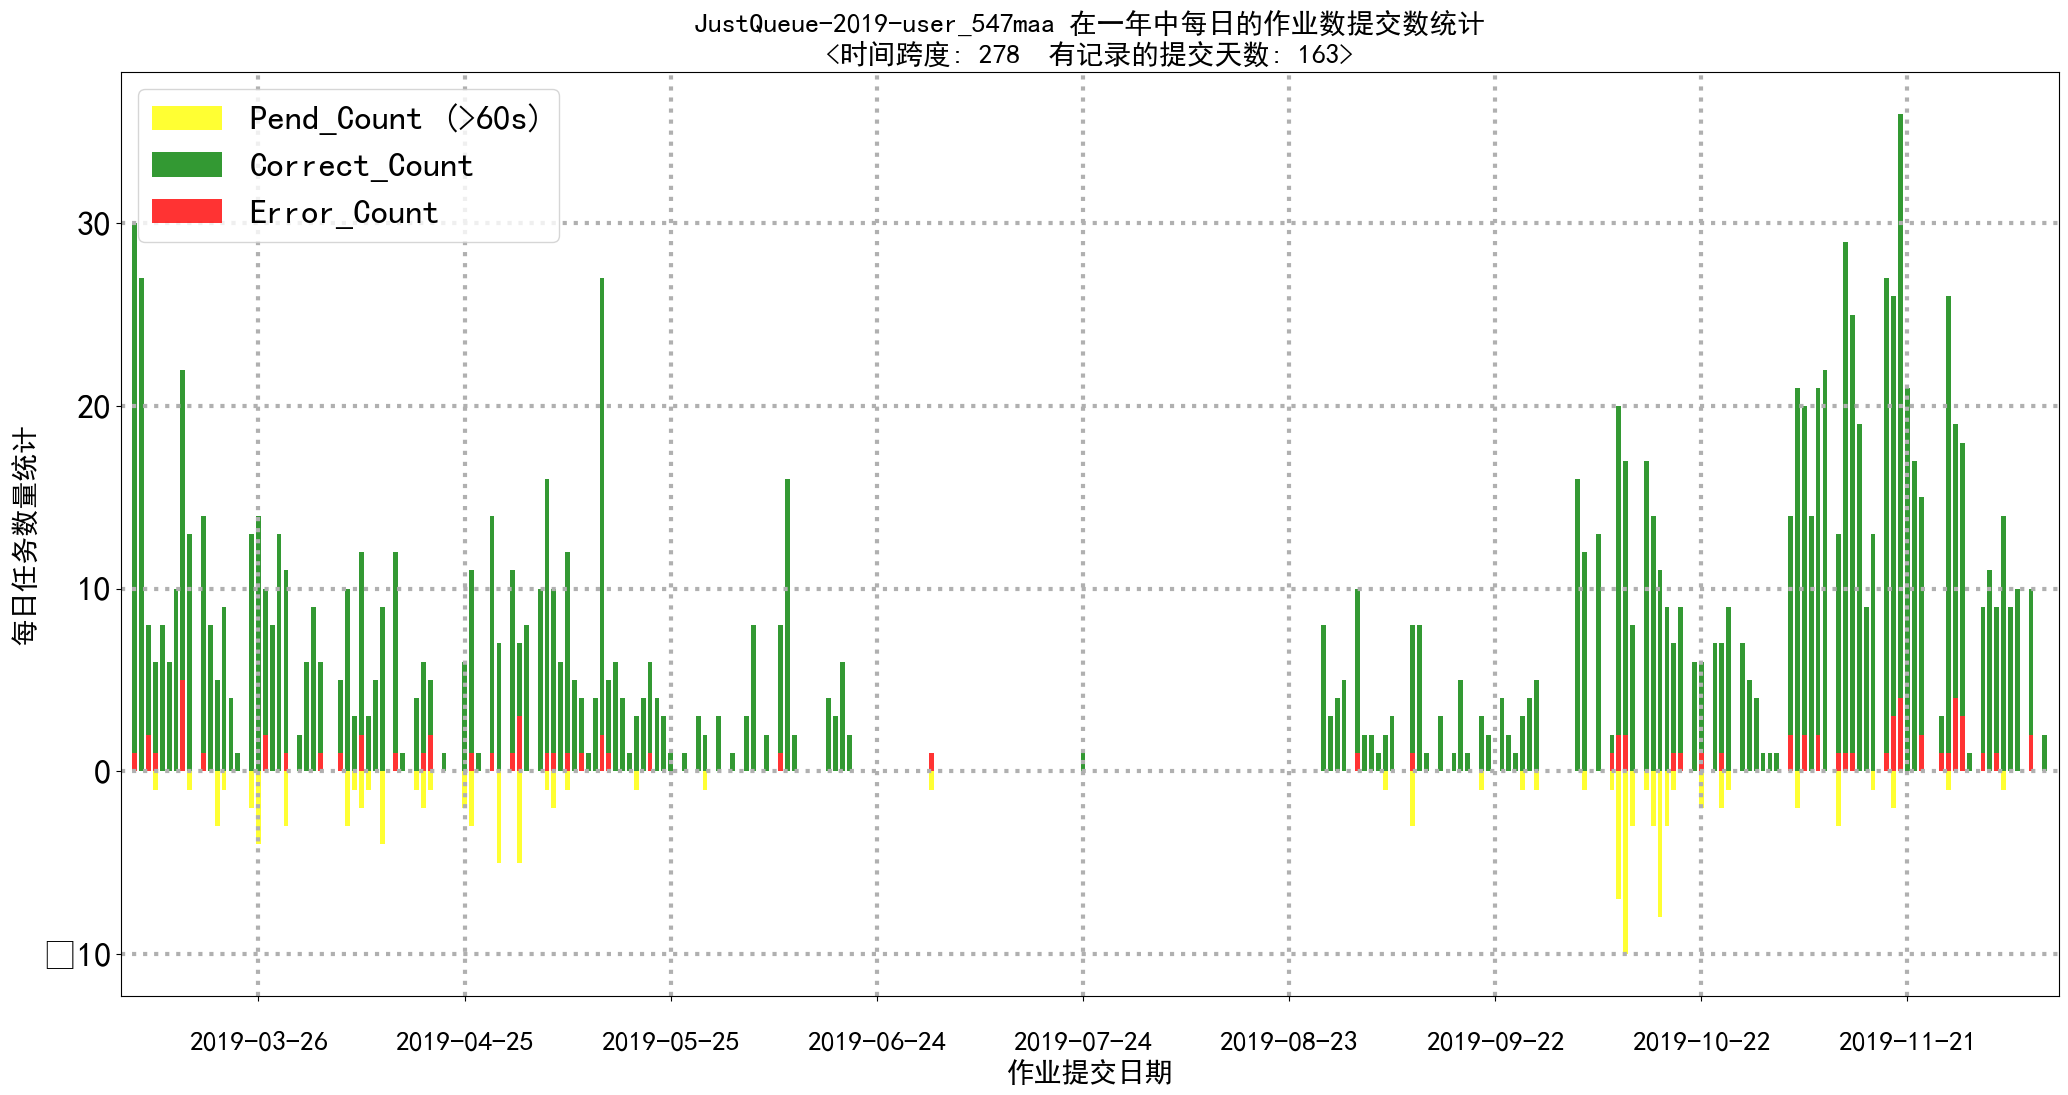 JustQueue-2019-user_547maa 在一年中每日的作业数提交数统计
<时间跨度: 278  有记录的提交天数: 163>
Pend_Count (>60s)
Correct_Count
Error_Count
每日任务数量统计
30
20
10
0
□10
2019-03-26 2019-04-25 2019-05-25 2019-06-24 2019-07-24 2019-08-23 2019-09-22 2019-10-22 2019-11-21
作业提交日期